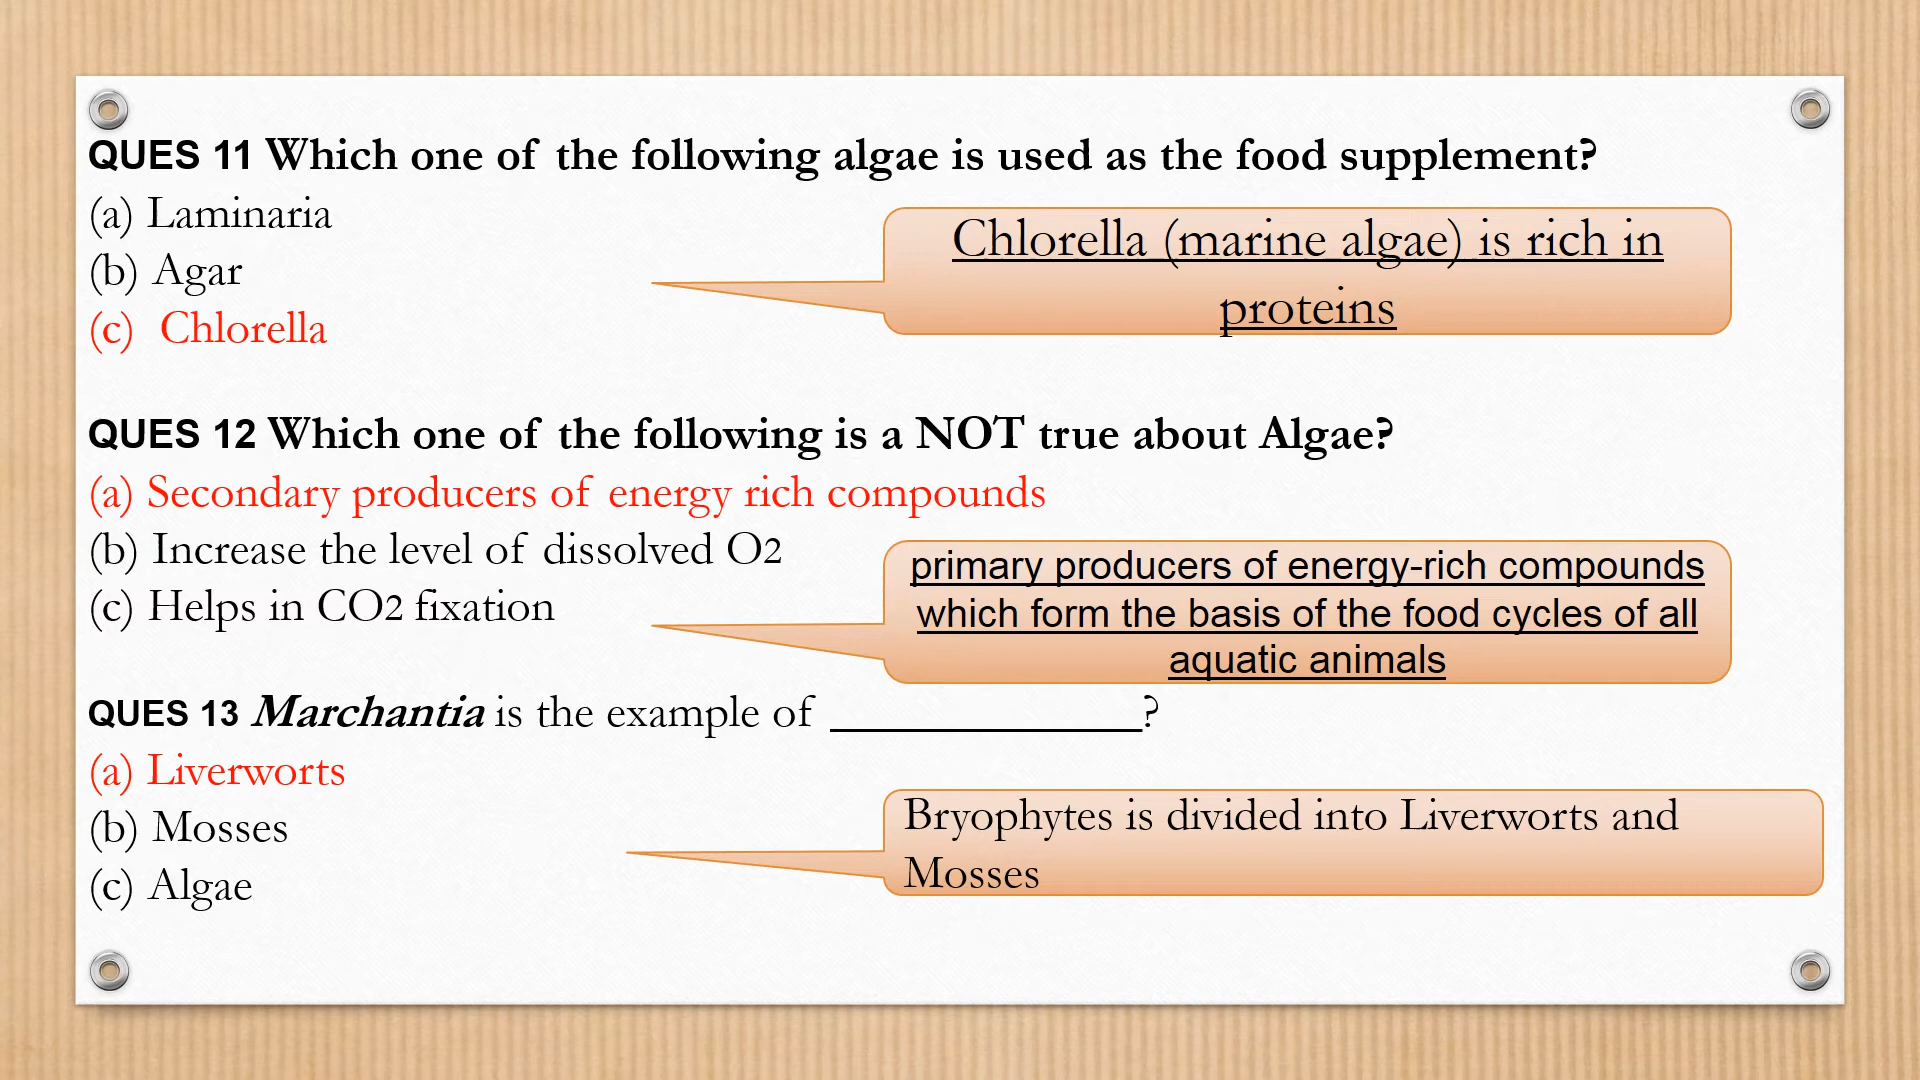 QUES 11 Which one of the following algae is used as the food supplement?
(a) Laminaria
(b) Agar
(c) Chlorella
Chlorella (marine algae) is rich in
proteins
QUES 12 Which one of the following is a NOT true about Algae?
(a) Secondary producers of energy rich compounds
(b) Increase the level of dissolved O2
(c) Helps in CO2 fixation
primary producers of energy-rich compounds
which form the basis of the food cycles of all
aquatic animals
QUES 13 Marchantia is the example of _____________?
(a) Liverworts
(b) Mosses
(c) Algae
Bryophytes is divided into Liverworts and
Mosses